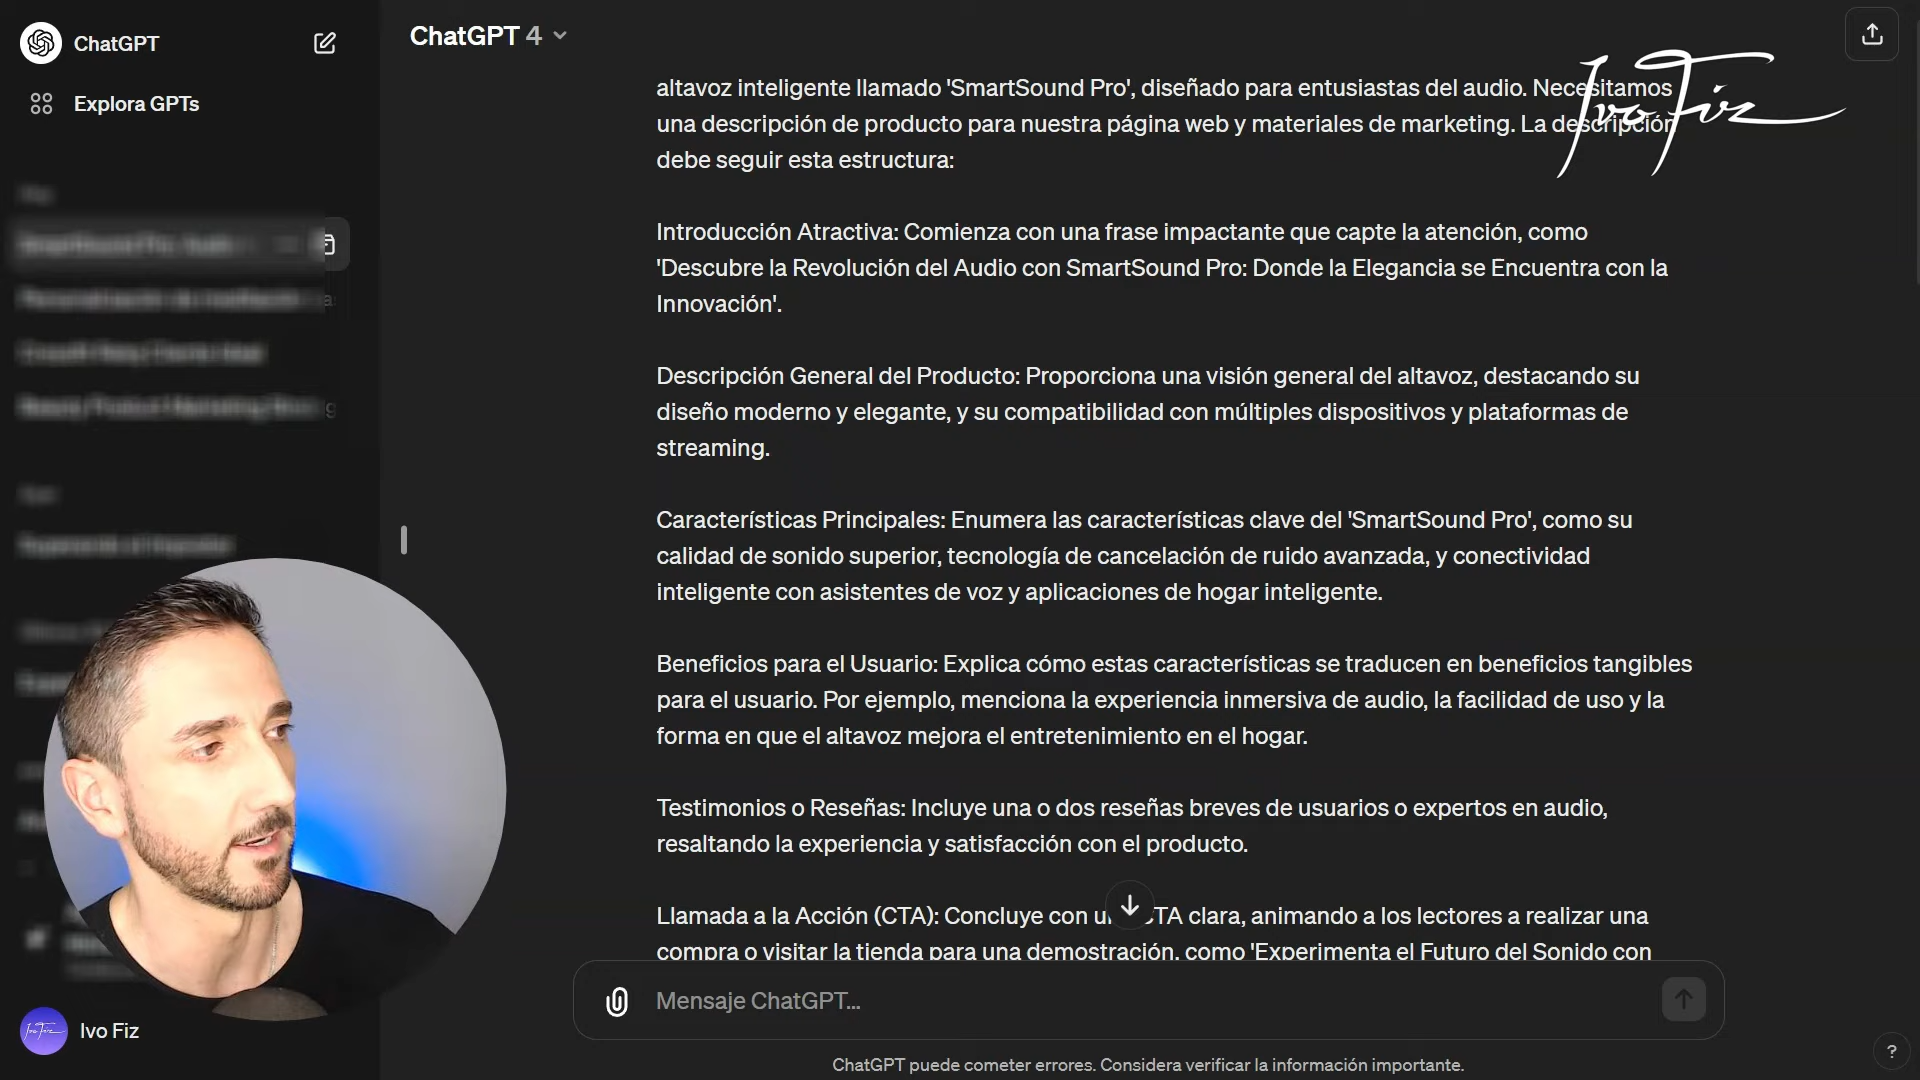 ChatGPT
Explora GPTs
Ivo Fiz
ChatGPT 4
Ivo Fiz
altavoz inteligente llamado 'SmartSound Pro', diseñado para entusiastas del audio. Necesitamos
una descripción de producto para nuestra página web y materiales de marketing. La descripción
debe seguir esta estructura:
Introducción Atractiva: Comienza con una frase impactante que capte la atención, como
'Descubre la Revolución del Audio con SmartSound Pro: Donde la Elegancia se Encuentra con la
Innovación'.
Descripción General del Producto: Proporciona una visión general del altavoz, destacando su
diseño moderno y elegante, y su compatibilidad con múltiples dispositivos y plataformas de
streaming.
Características Principales: Enumera las características clave del 'SmartSound Pro', como su
calidad de sonido superior, tecnología de cancelación de ruido avanzada, y conectividad
inteligente con asistentes de voz y aplicaciones de hogar inteligente.
Beneficios para el Usuario: Explica cómo estas características se traducen en beneficios tangibles
para el usuario. Por ejemplo, menciona la experiencia inmersiva de audio, la facilidad de uso y la
forma en que el altavoz mejora el entretenimiento en el hogar.
Testimonios o Reseñas: Incluye una o dos reseñas breves de usuarios o expertos en audio,
resaltando la experiencia y satisfacción con el producto.
Llamada a la Acción (CTA): Concluye con clara, animando a los lectores a realizar una
compra o visitar la tienda para una demostración, como 'Experimenta el Futuro del Sonido con
Mensaje ChatGPT...
ChatGPT puede cometer errores. Considera verificar la información importante.
?